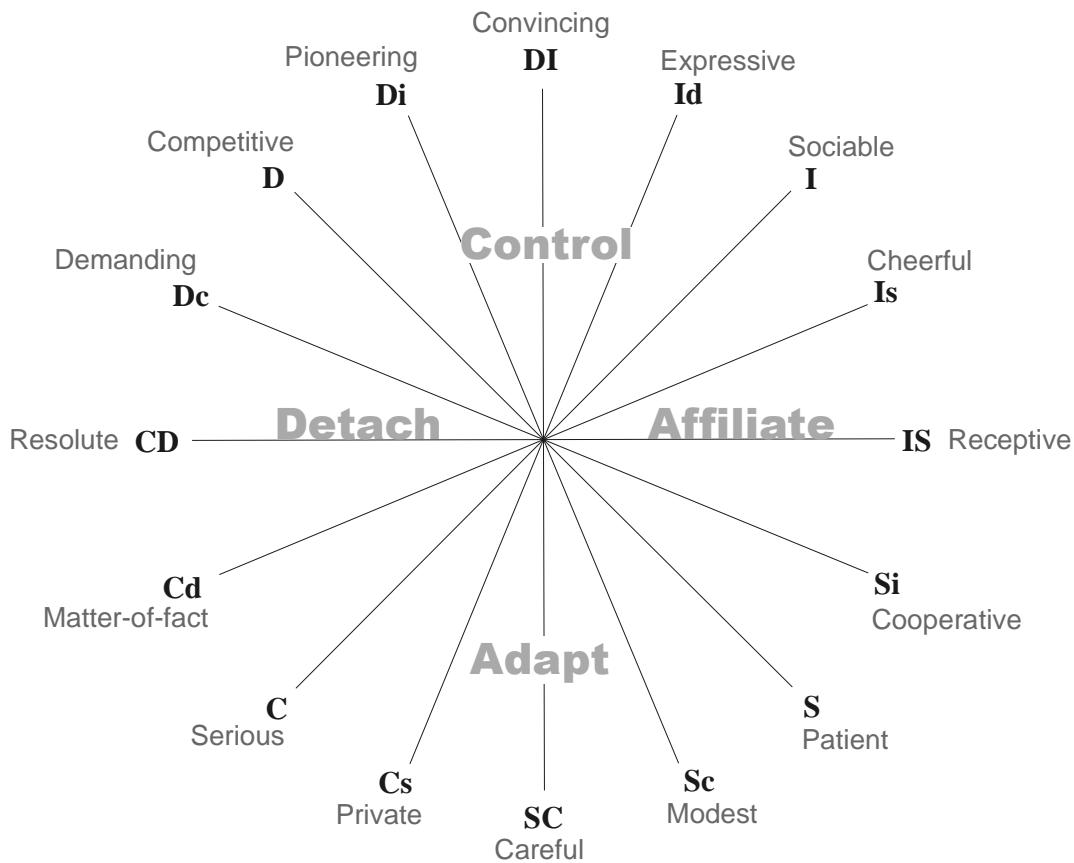 Convincing
DI
Pioneering
Di
Expressive
Id
Competitive
D
Sociable
I
Control
Demanding
Dc
Cheerful
Is
Detach
Affiliate
Resolute CD
IS Receptive
Cd
Matter-of-fact
Si
Cooperative
Adapt
C
Serious
S
Patient
Cs
Private
Sc
Modest
SC
Careful